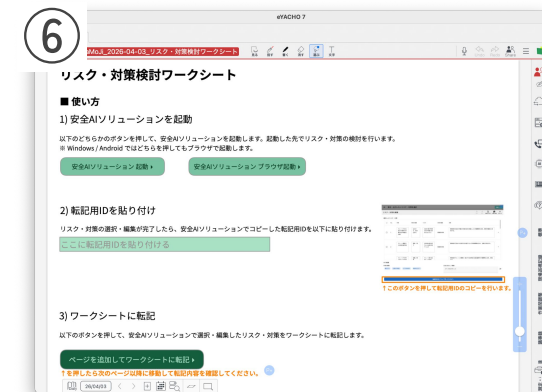 ⑥
eYACHO 7
MoJi_2026-04-03_リスク・対策検討ワークシート
リスク・対策検討ワークシート
■ 使い方
1) 安全AIソリューションを起動
以下のどちらかのボタンを押して、安全AIソリューションを起動します。起動した先でリスク・対策の検討を行います。
※ Windows / Android ではどちらを押してもブラウザで起動します。
安全AIソリューション 起動
安全AIソリューション ブラウザ起動
2) 転記用IDを貼り付け
リスク・対策の選択・編集が完了したら、安全AIソリューションでコピーした転記用IDを以下に貼り付けます。
ここに転記用IDを貼り付ける
↑このボタンを押して転記用IDのコピーを行います。
3) ワークシートに転記
以下のボタンを押して、安全AIソリューションで選択・編集したリスク・対策をワークシートに転記します。
ページを追加してワークシートに転記
↑を押したら次のページ以降に移動して転記内容を確認してください。
26/04/03